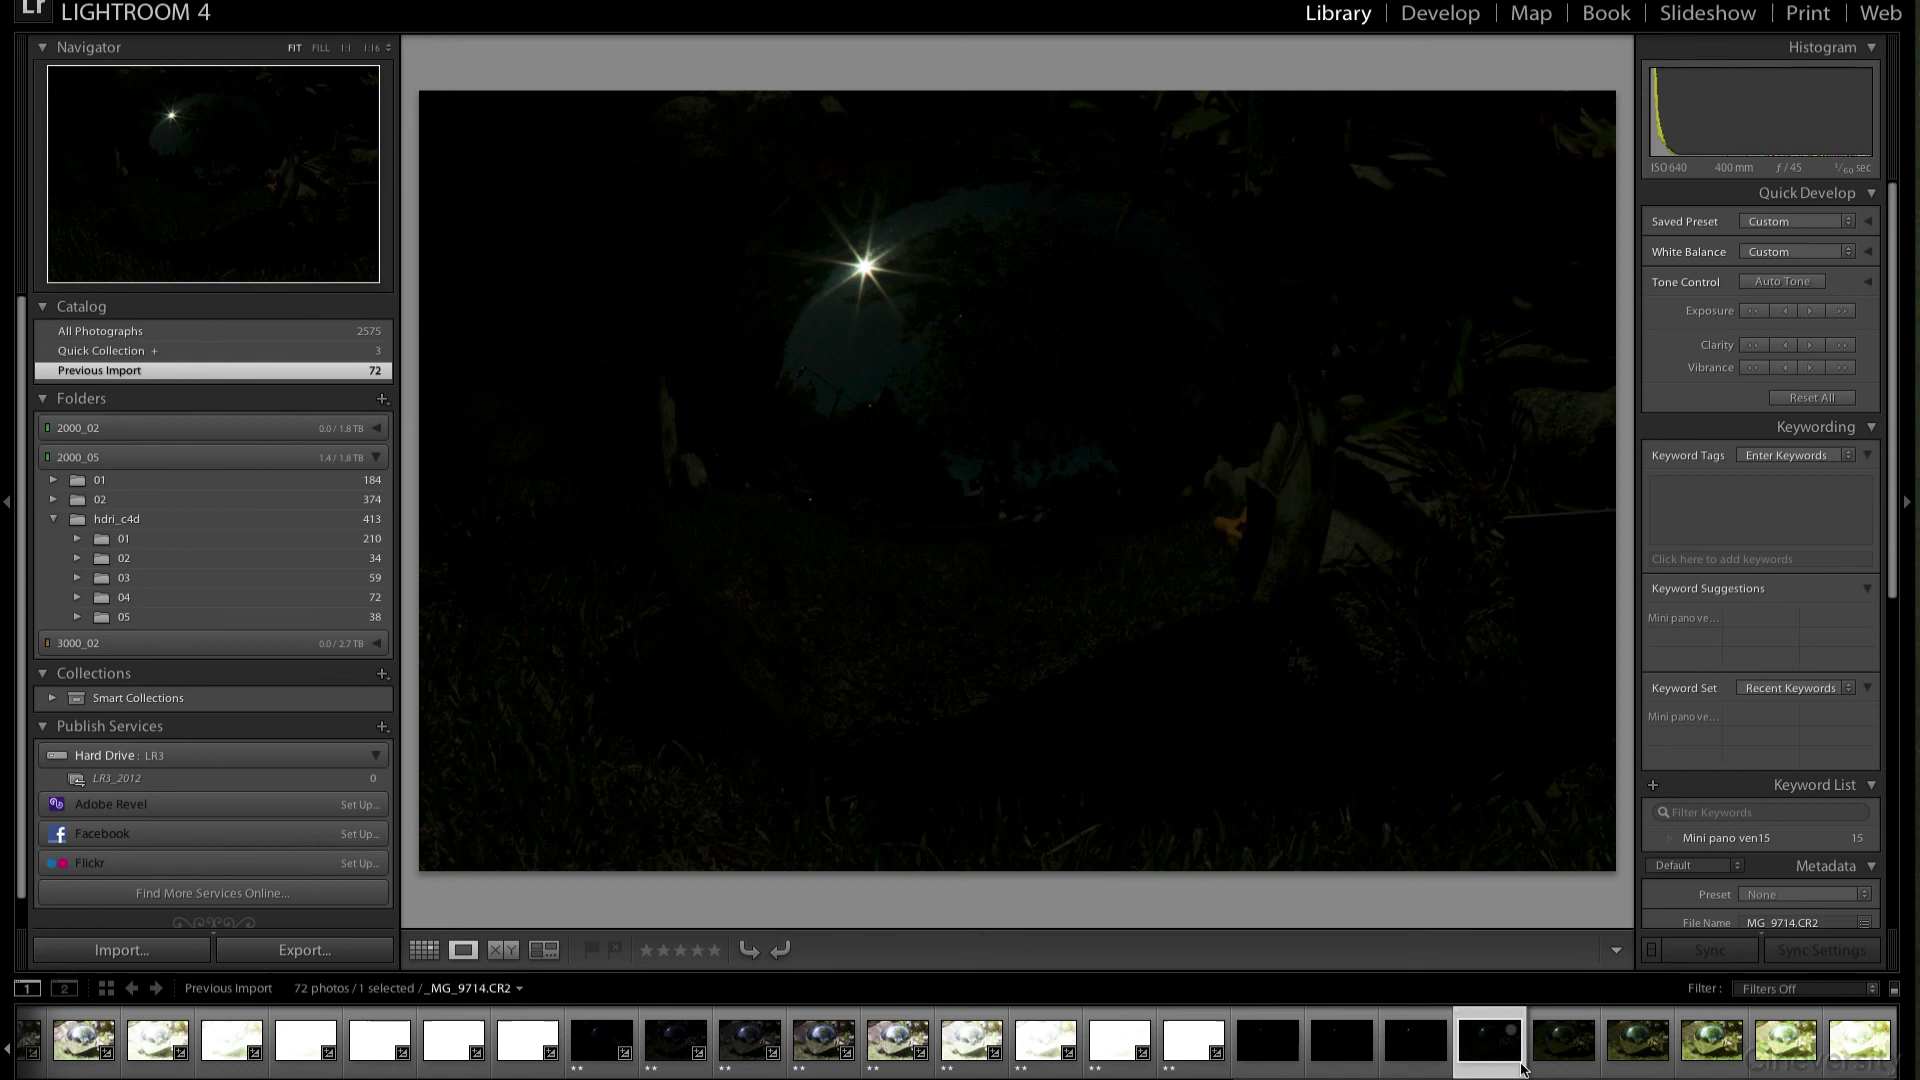 Lr LIGHTROOM 4
Library | Develop | Map | Book | Slideshow | Print | Web
Navigator FIT FILL 1:1 1:16
Catalog
All Photographs 2575
Quick Collection + 3
Previous Import 72
Folders
2000_02 0.0 / 1.8 TB
2000_05 1.4 / 1.8 TB
01 184
02 374
hdri_c4d 413
01 210
02 34
03 59
04 72
05 38
3000_02 0.0 / 2.7 TB
Collections
Smart Collections
Publish Services
Hard Drive : LR3
LR3_2012 0
Adobe Revel Set Up...
Facebook Set Up...
Flickr Set Up...
Find More Services Online...
Import... Export...
Histogram
ISO 640 400 mm ƒ / 45 1/60 sec
Quick Develop
Saved Preset Custom
White Balance Custom
Tone Control Auto Tone
Exposure
Clarity
Vibrance
Reset All
Keywording
Keyword Tags Enter Keywords
Click here to add keywords
Keyword Suggestions
Mini pano ve...
Keyword Set Recent Keywords
Mini pano ve...
Keyword List
Filter Keywords
Mini pano ven15 15
Default Metadata
Preset None
File Name _MG_9714.CR2
Sync Sync Settings
X Y
1 2 Previous Import 72 photos / 1 selected / _MG_9714.CR2 Filter : Filters Off
cineversity